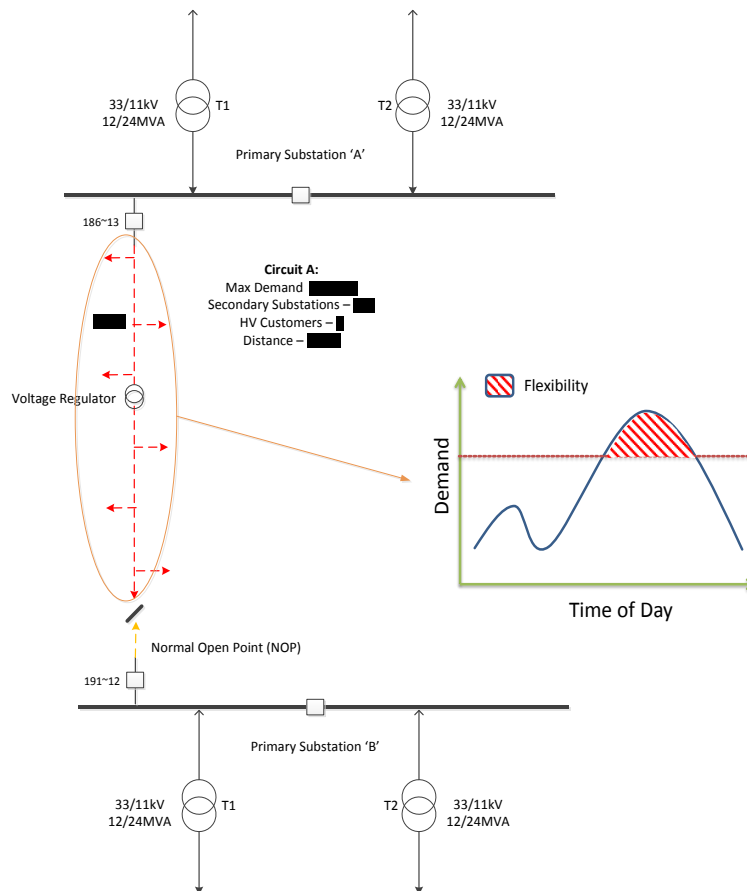 33/11kV
12/24MVA
T1
T2
33/11kV
12/24MVA
Primary Substation ‘A’
186~13
Circuit A:
Max Demand
Secondary Substations –
HV Customers –
Distance –
Voltage Regulator
Flexibility
Demand
Time of Day
Normal Open Point (NOP)
191~12
Primary Substation ‘B’
33/11kV
12/24MVA
T1
T2
33/11kV
12/24MVA